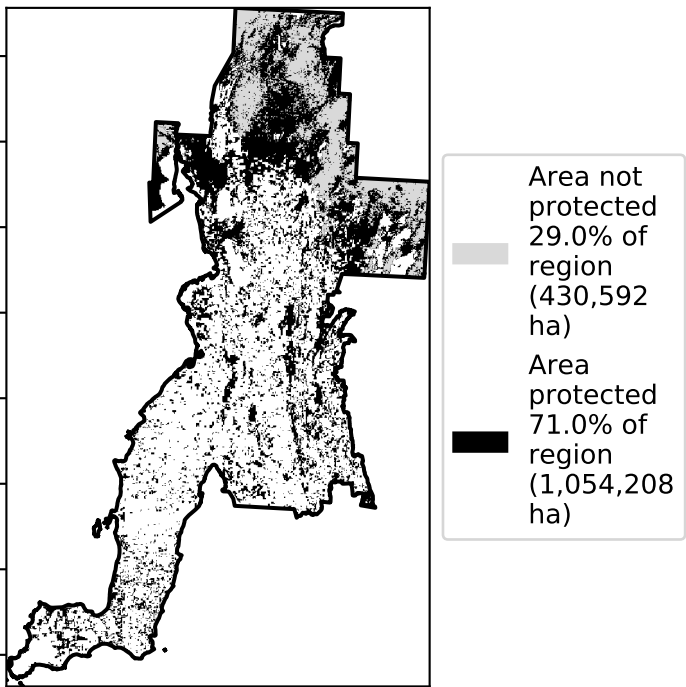 Area not
protected
29.0% of
region
(430,592
ha)
Area
protected
71.0% of
region
(1,054,208
ha)